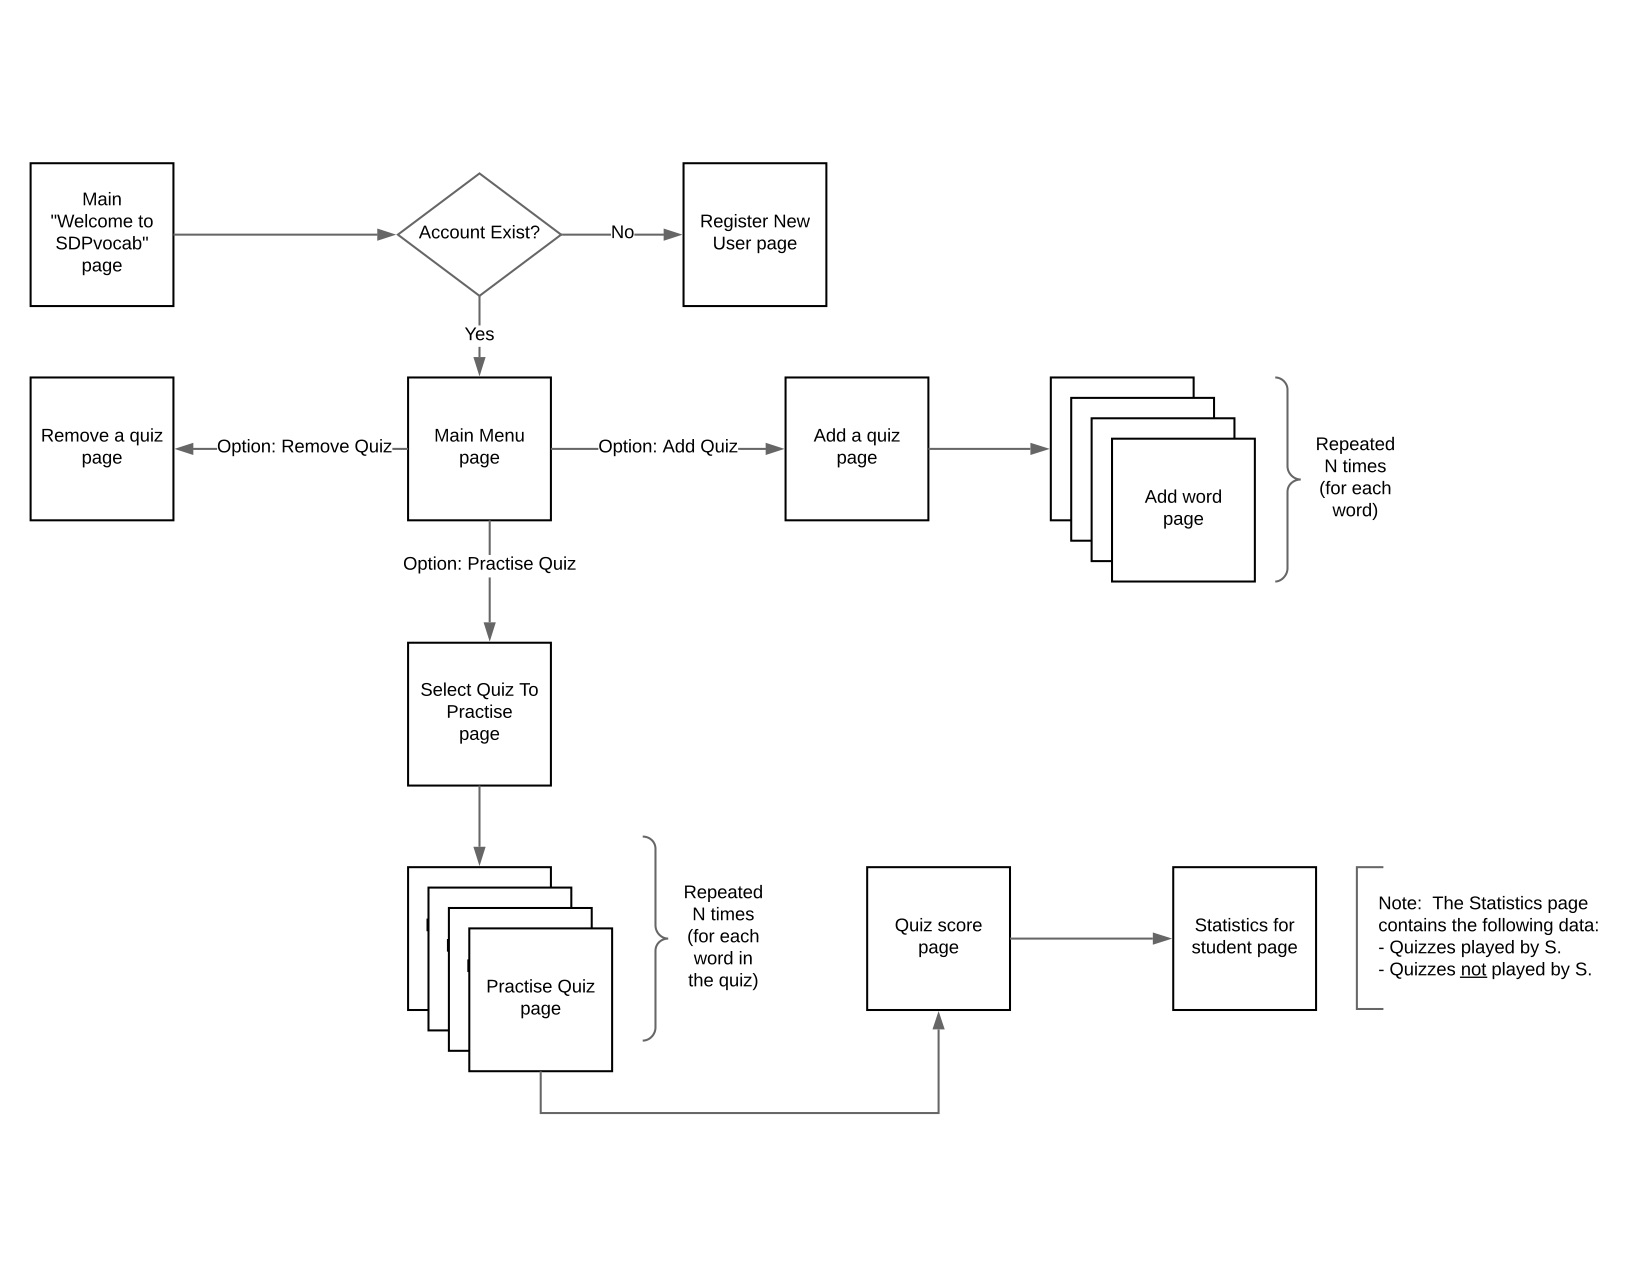 Main
"Welcome to
SDPvocab"
page
Account Exist?
No
Register New
User page
Yes
Remove a quiz
page
Option: Remove Quiz
Main Menu
page
Option: Add Quiz
Add a quiz
page
Add word
page
Repeated
N times
(for each
word)
Option: Practise Quiz
Select Quiz To
Practise
page
Practise Quiz
page
Repeated
N times
(for each
word in
the quiz)
Quiz score
page
Statistics for
student page
Note:  The Statistics page
contains the following data:
- Quizzes played by S.
- Quizzes not played by S.